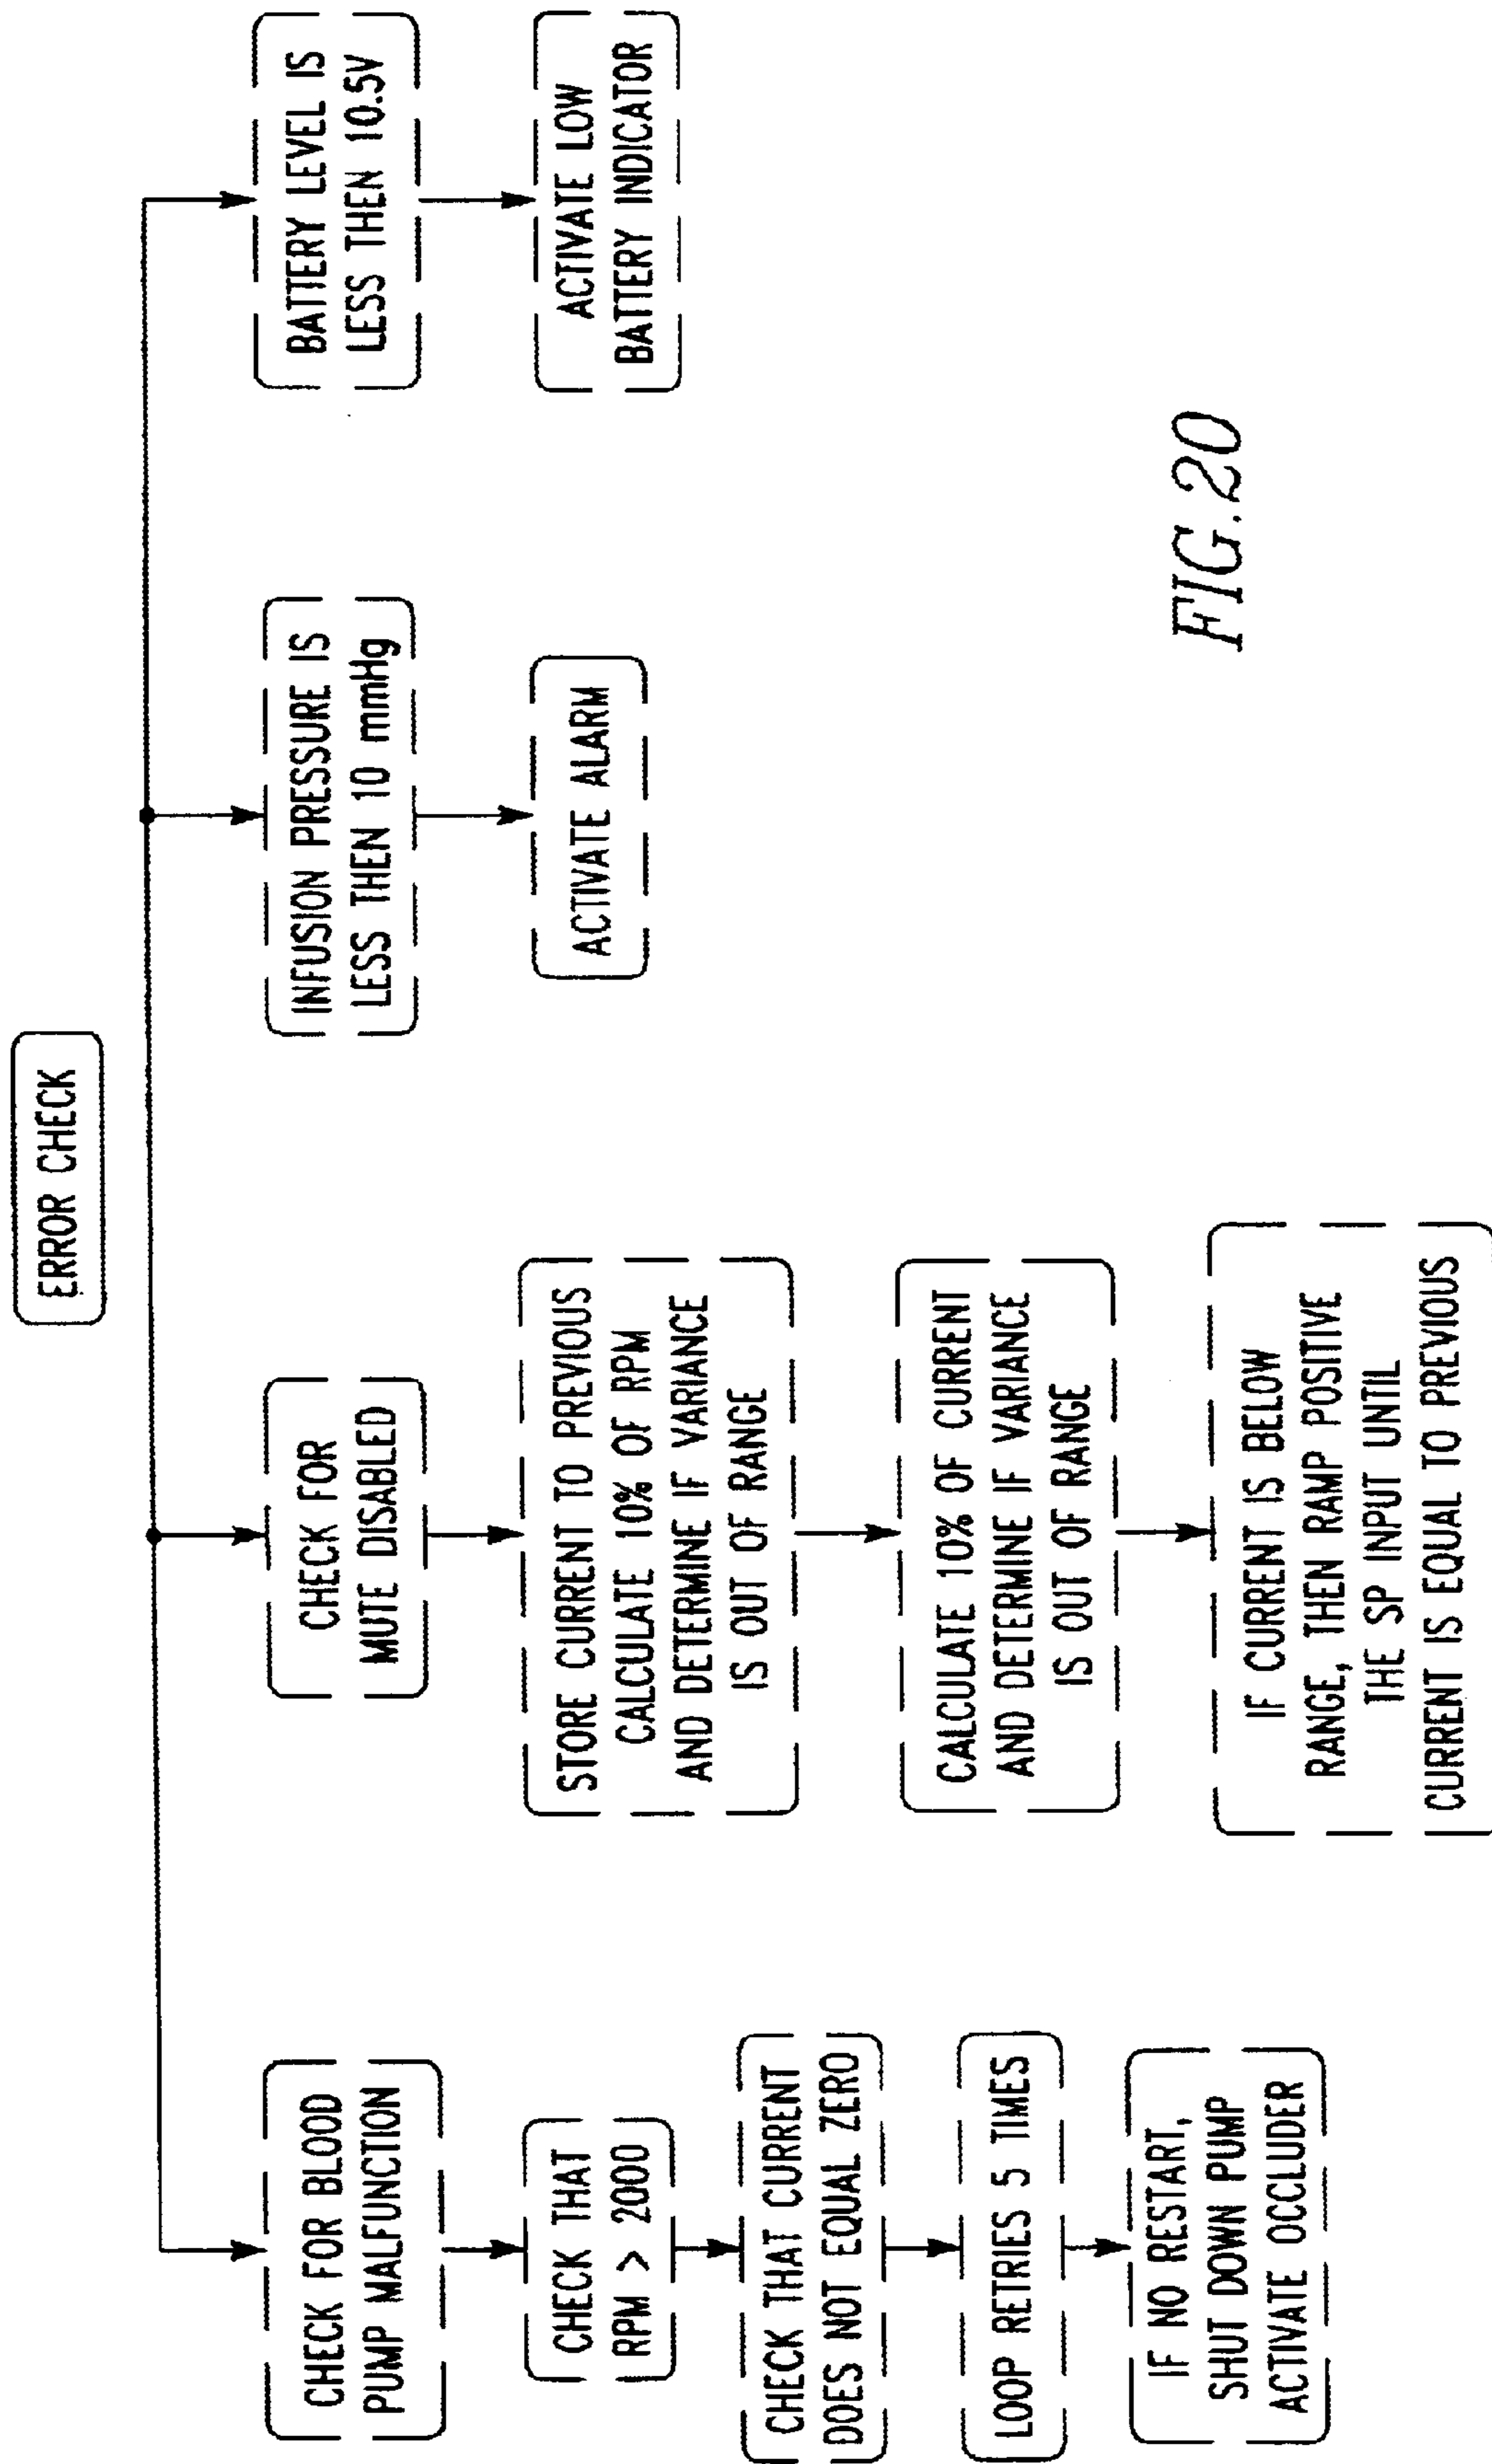 ERROR CHECK
CHECK FOR BLOOD
PUMP MALFUNCTION
CHECK THAT
RPM > 2000
CHECK THAT CURRENT
DOES NOT EQUAL ZERO
LOOP RETRIES 5 TIMES
IF NO RESTART,
SHUT DOWN PUMP
ACTIVATE OCCLUDER
CHECK FOR
MUTE DISABLED
STORE CURRENT TO PREVIOUS
CALCULATE 10% OF RPM
AND DETERMINE IF VARIANCE
IS OUT OF RANGE
CALCULATE 10% OF CURRENT
AND DETERMINE IF VARIANCE
IS OUT OF RANGE
IF CURRENT IS BELOW
RANGE, THEN RAMP POSITIVE
THE SP INPUT UNTIL
CURRENT IS EQUAL TO PREVIOUS
INFUSION PRESSURE IS
LESS THEN 10 mmHg
ACTIVATE ALARM
BATTERY LEVEL IS
LESS THEN 10.5V
ACTIVATE LOW
BATTERY INDICATOR
FIG.20